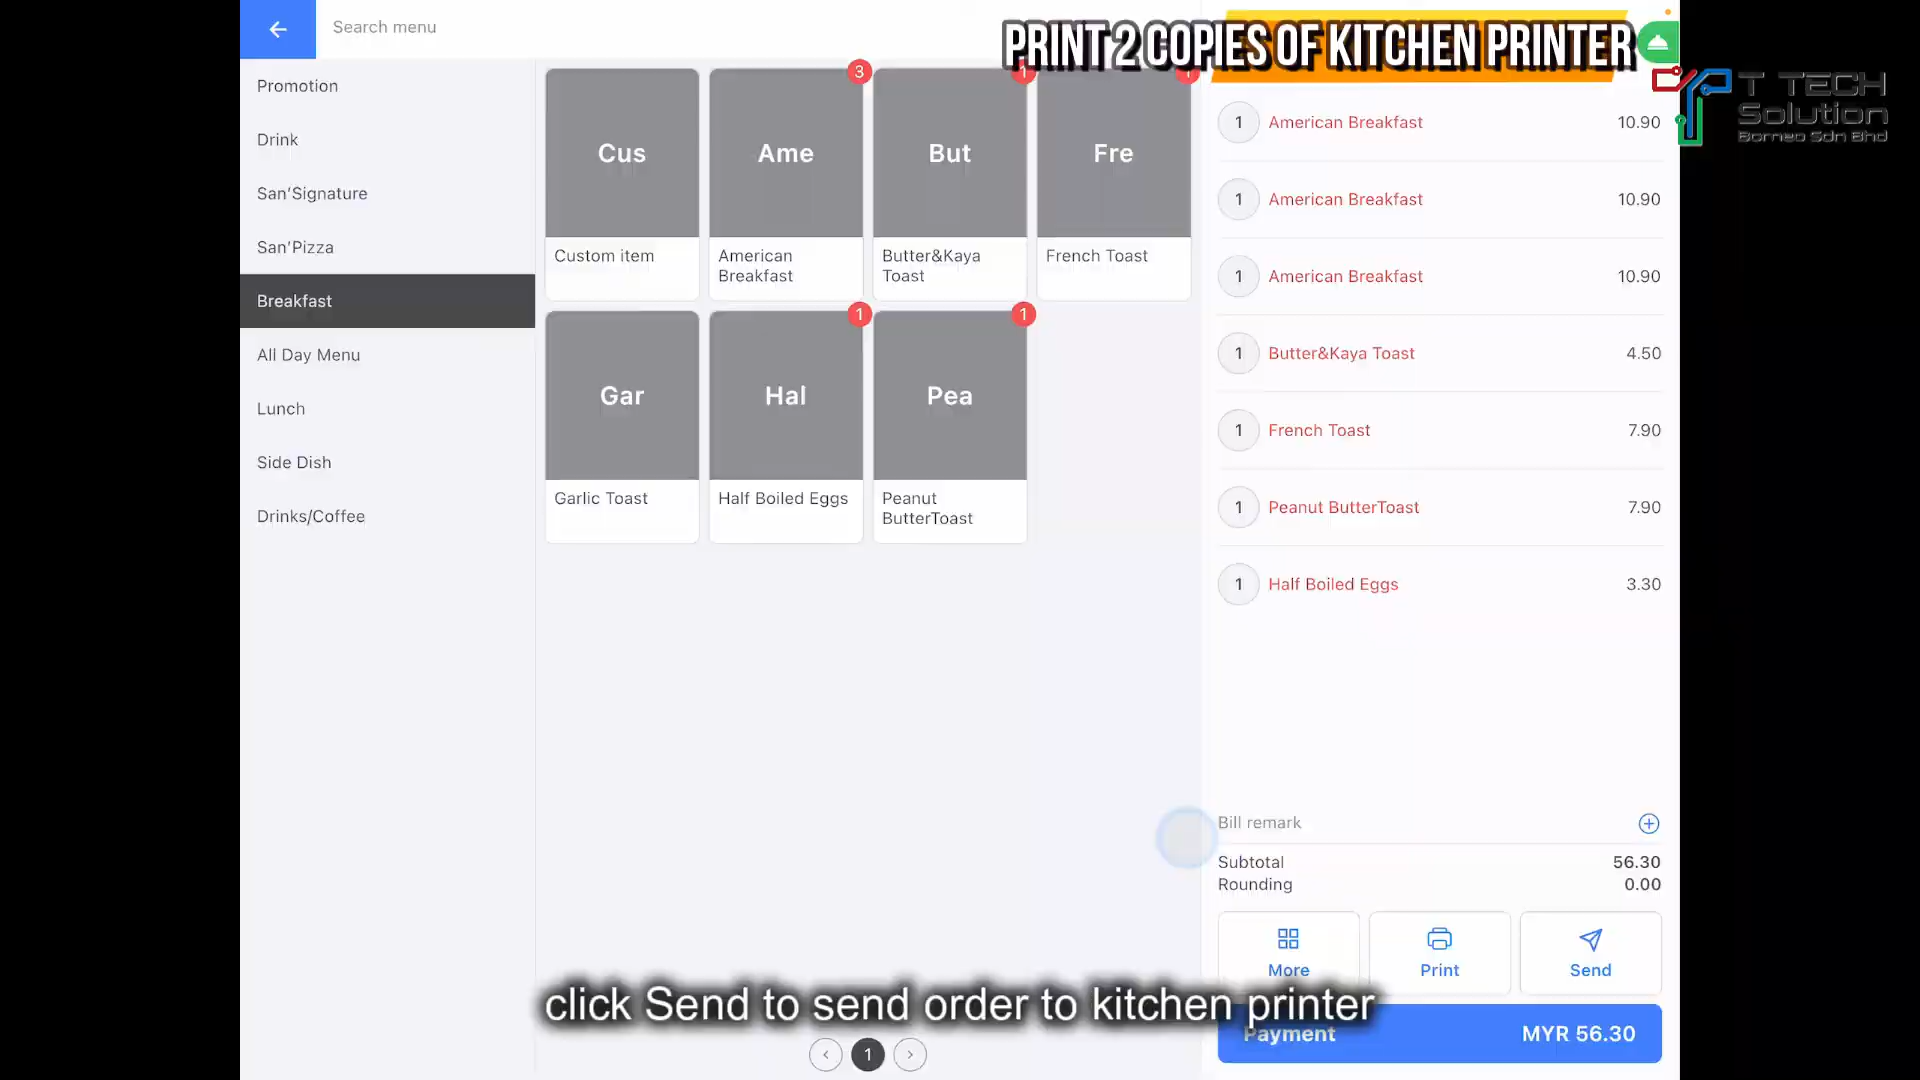 Search menu
PRINT 2 COPIES OF KITCHEN PRINTER
T TECH
Solution
Borneo Sdn Bhd
Promotion
Drink
San'Signature
San'Pizza
Breakfast
All Day Menu
Lunch
Side Dish
Drinks/Coffee
Cus
Custom item
3
Ame
American
Breakfast
1
But
Butter&Kaya
Toast
1
Fre
French Toast
Gar
Garlic Toast
1
Hal
Half Boiled Eggs
1
Pea
Peanut
ButterToast
1 American Breakfast 10.90
1 American Breakfast 10.90
1 American Breakfast 10.90
1 Butter&Kaya Toast 4.50
1 French Toast 7.90
1 Peanut ButterToast 7.90
1 Half Boiled Eggs 3.30
Bill remark
Subtotal 56.30
Rounding 0.00
More
Print
Send
click Send to send order to kitchen printer
Payment MYR 56.30
1